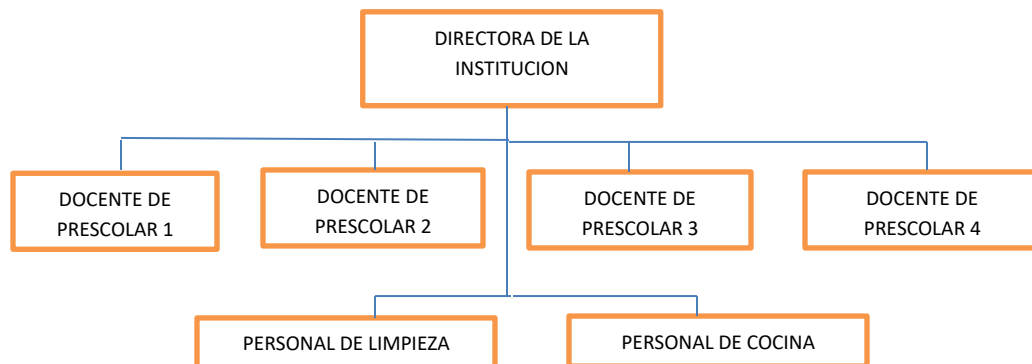 DIRECTORA DE LA
INSTITUCION
DOCENTE DE
PRESCOLAR 1
DOCENTE DE
PRESCOLAR 2
DOCENTE DE
PRESCOLAR 3
DOCENTE DE
PRESCOLAR 4
PERSONAL DE LIMPIEZA
PERSONAL DE COCINA